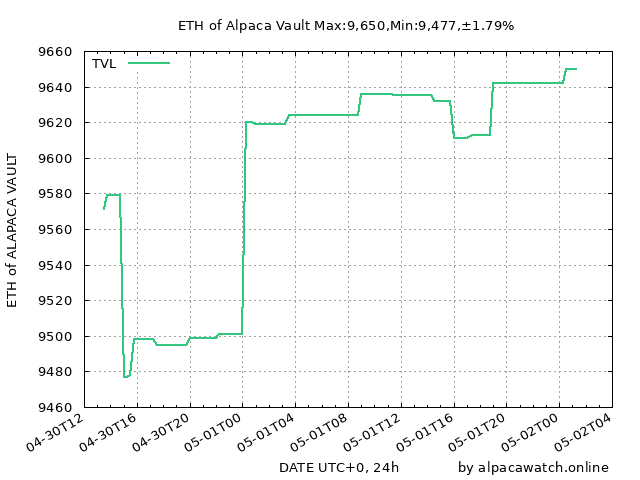 ETH of Alpaca Vault Max:9,650,Min:9,477,±1.79%
TVL
9660
9640
9620
9600
9580
9560
9540
9520
9500
9480
9460
ETH of ALAPACA VAULT
04-30T12
04-30T16
04-30T20
05-01T00
05-01T04
05-01T08
05-01T12
05-01T16
05-01T20
05-02T00
05-02T04
DATE UTC+0, 24h
by alpacawatch.online